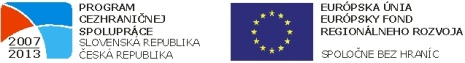 PROGRAM
CEZHRANIČNEJ
SPOLUPRÁCE
SLOVENSKÁ REPUBLIKA
ČESKÁ REPUBLIKA
2007
2013
EURÓPSKA ÚNIA
EURÓPSKY FOND
REGIONÁLNEHO ROZVOJA
SPOLOČNE BEZ HRANÍC